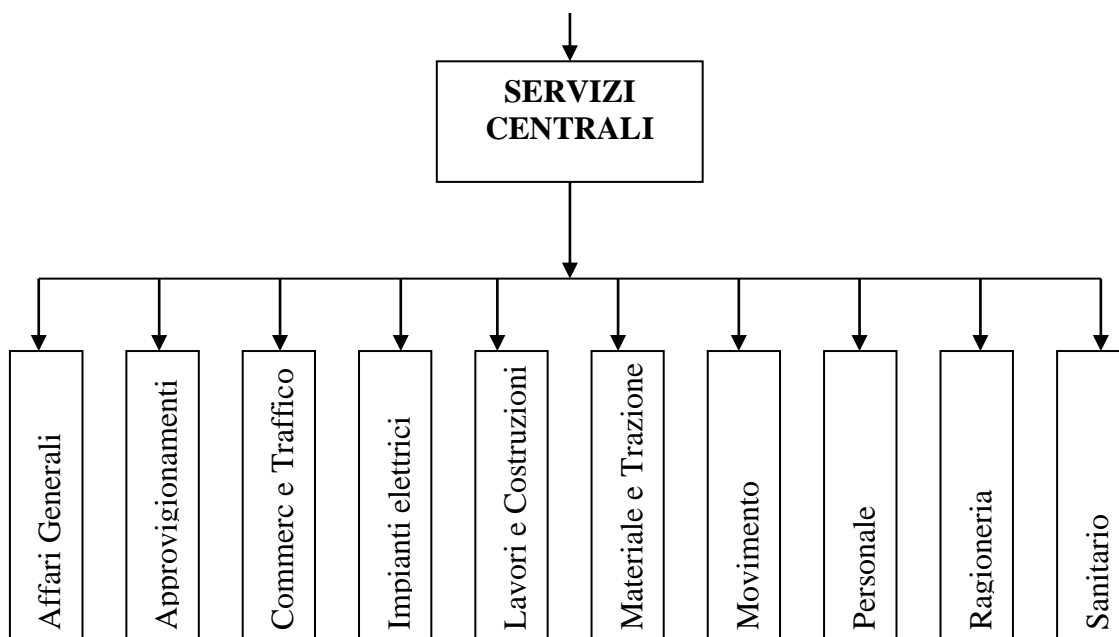 SERVIZI
CENTRALI
Affari Generali
Approvigionamenti
Commerc e Traffico
Impianti elettrici
Lavori e Costruzioni
Materiale e Trazione
Movimento
Personale
Ragioneria
Sanitario